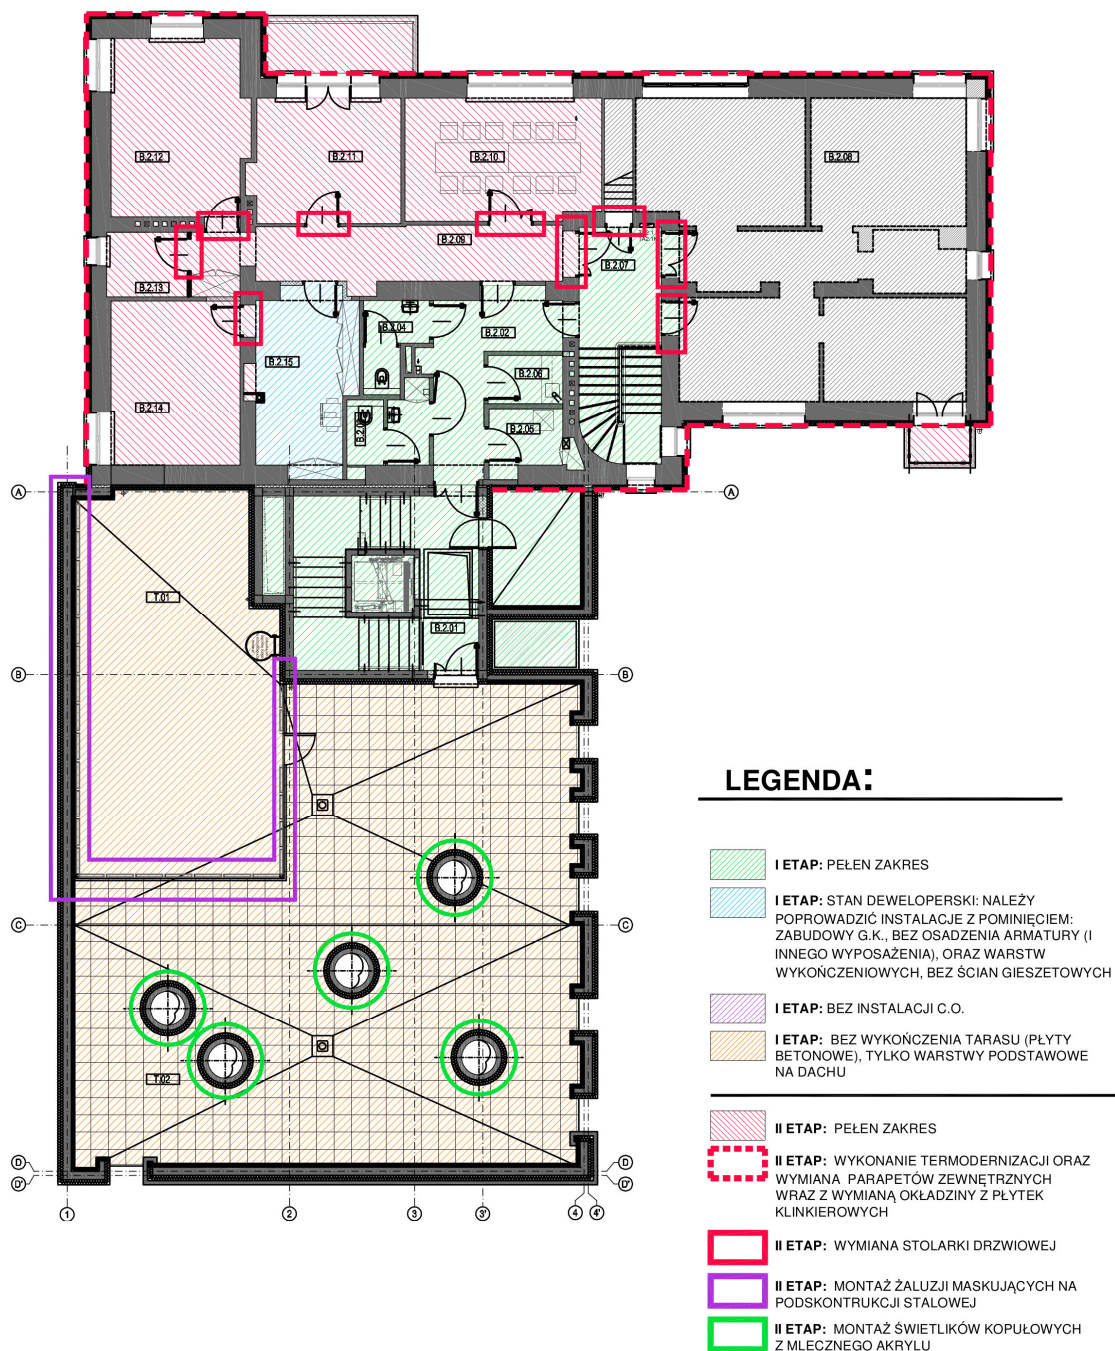 B.2.12
B.2.11
B.2.10
B.2.08
B.2.09
B.2.07
B.2.13
B.2.04
B.2.02
B.2.15
B.2.06
B.2.14
B.2.05
A
A
T.01
B.2.01
B
B
C
C
T.02
D
D
D'
D'
1
2
3
3'
4
4'
LEGENDA:
I ETAP: PEŁEN ZAKRES
I ETAP: STAN DEWELOPERSKI: NALEŻY
POPROWADZIĆ INSTALACJE Z POMINIĘCIEM:
ZABUDOWY G.K., BEZ OSADZENIA ARMATURY (I
INNEGO WYPOSAŻENIA), ORAZ WARSTW
WYKOŃCZENIOWYCH, BEZ ŚCIAN GIESZETOWYCH
I ETAP: BEZ INSTALACJI C.O.
I ETAP: BEZ WYKOŃCZENIA TARASU (PŁYTY
BETONOWE), TYLKO WARSTWY PODSTAWOWE
NA DACHU
II ETAP: PEŁEN ZAKRES
II ETAP: WYKONANIE TERMODERNIZACJI ORAZ
WYMIANA PARAPETÓW ZEWNĘTRZNYCH
WRAZ Z WYMIANĄ OKŁADZINY Z PŁYTEK
KLINKIEROWYCH
II ETAP: WYMIANA STOLARKI DRZWIOWEJ
II ETAP: MONTAŻ ŻALUZJI MASKUJĄCYCH NA
PODSKONTRUKCJI STALOWEJ
II ETAP: MONTAŻ ŚWIETLIKÓW KOPUŁOWYCH
Z MLECZNEGO AKRYLU